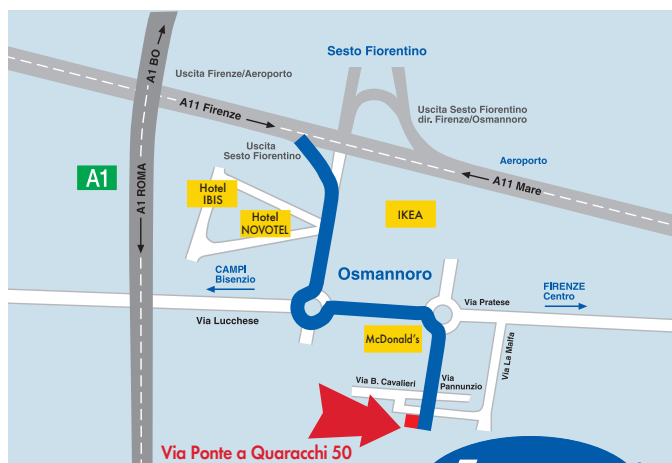 Sesto Fiorentino
A1 BO
Uscita Firenze/Aeroporto
A11 Firenze
Uscita Sesto Fiorentino
dir. Firenze/Osmannoro
Uscita
Sesto Fiorentino
Aeroporto
A11 Mare
A1
A1 ROMA
Hotel
IBIS
Hotel
NOVOTEL
IKEA
CAMPI
Bisenzio
Osmannoro
FIRENZE
Centro
Via Pratese
Via Lucchese
McDonald's
Via La Malfa
Via B. Cavalieri
Via
Pannunzio
Via Ponte a Quaracchi 50